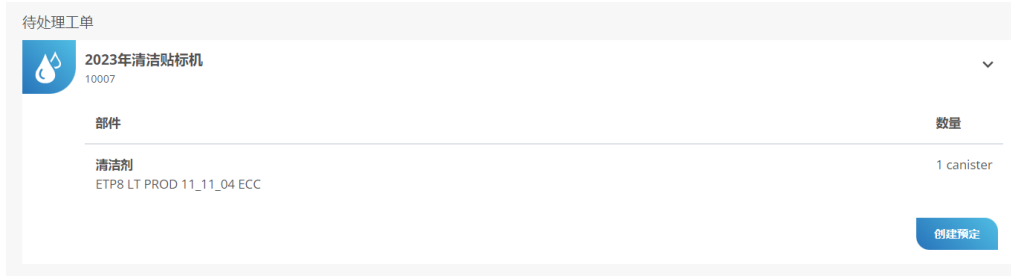 待处理工单
2023年清洁贴标机
10007
部件 数量
清洁剂 1 canister
ETP8 LT PROD 11_11_04 ECC
创建预定